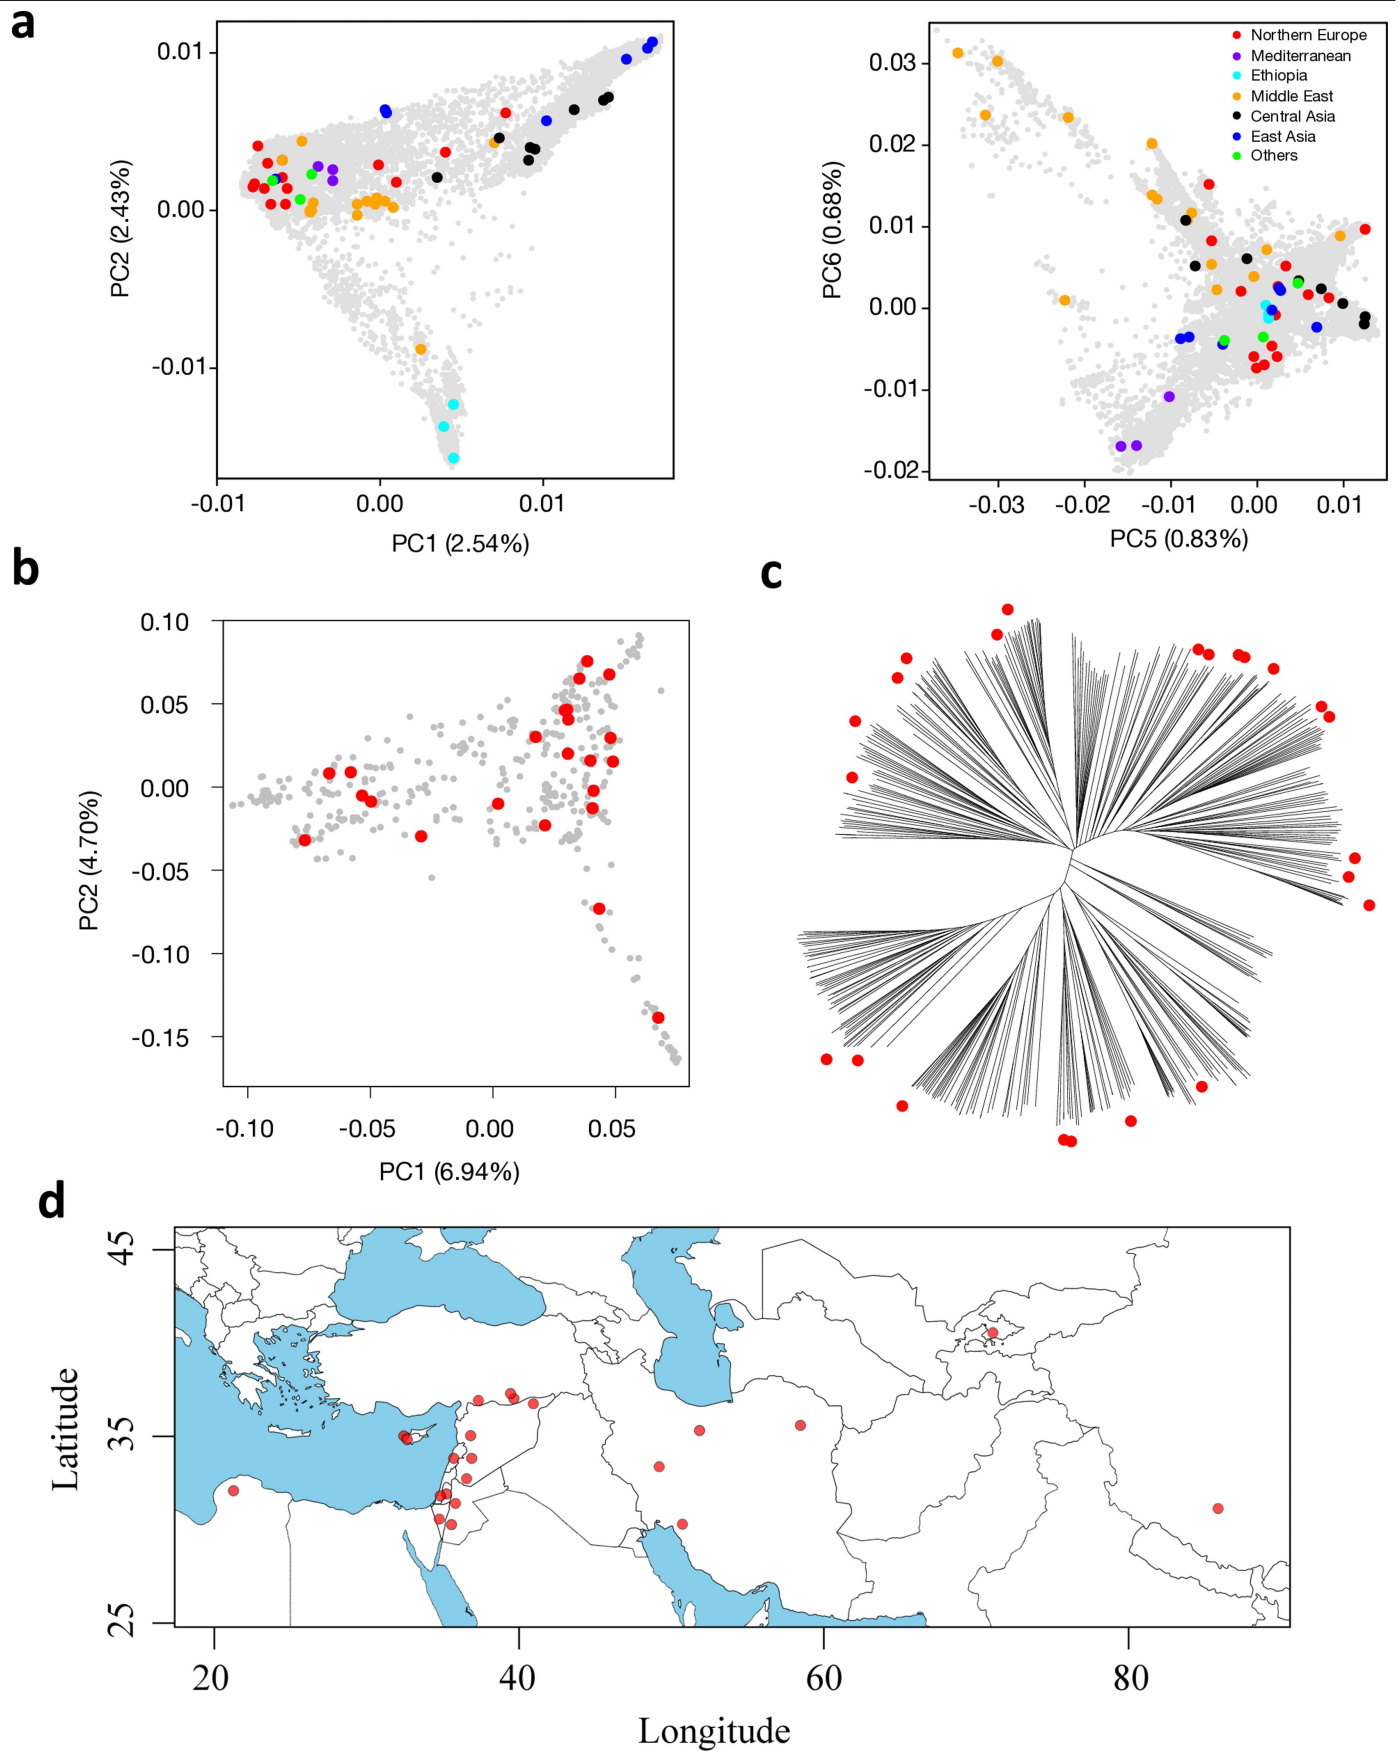 a
0.01
0.00
-0.01
PC2 (2.43%)
-0.01
0.00
0.01
PC1 (2.54%)
0.03
0.02
0.01
0.00
-0.01
-0.02
PC6 (0.68%)
-0.03
-0.02
-0.01
0.00
0.01
PC5 (0.83%)
Northern Europe
Mediterranean
Ethiopia
Middle East
Central Asia
East Asia
Others
b
0.10
0.05
0.00
-0.05
-0.10
-0.15
PC2 (4.70%)
-0.10
-0.05
0.00
0.05
PC1 (6.94%)
c
d
45
35
25
Latitude
20
40
60
80
Longitude